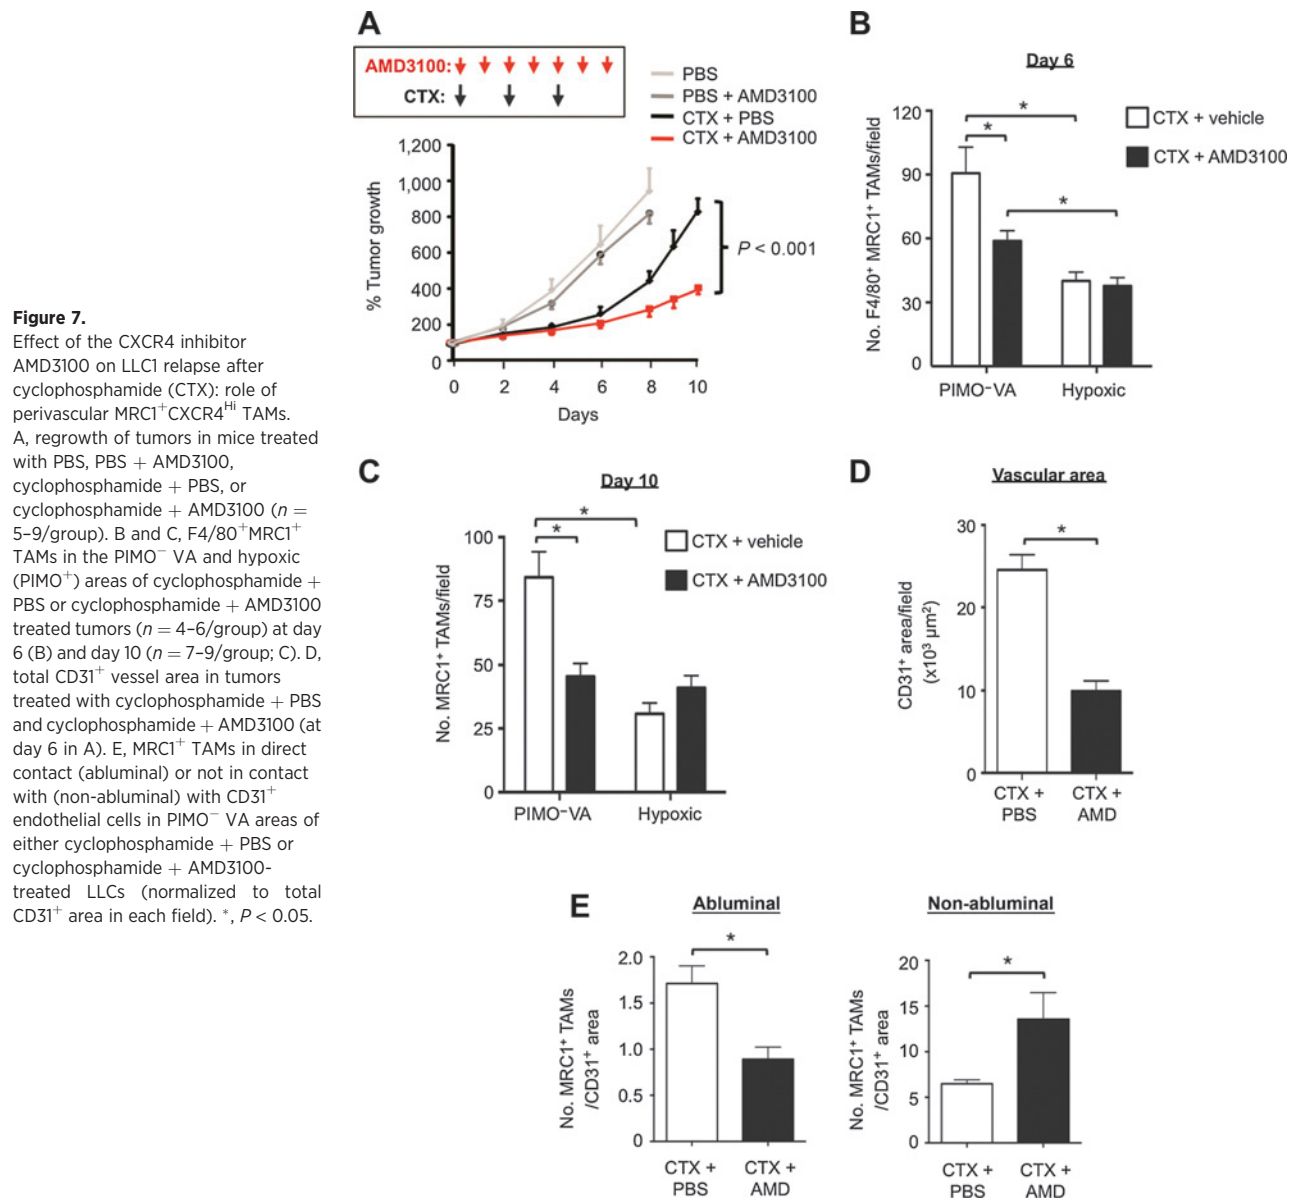 Figure 7.
Effect of the CXCR4 inhibitor
AMD3100 on LLC1 relapse after
cyclophosphamide (CTX): role of
perivascular MRC1⁺CXCR4ᴴⁱ TAMs.
A, regrowth of tumors in mice treated
with PBS, PBS + AMD3100,
cyclophosphamide + PBS, or
cyclophosphamide + AMD3100 (n =
5–9/group). B and C, F4/80⁺MRC1⁺
TAMs in the PIMO⁻ VA and hypoxic
(PIMO⁺) areas of cyclophosphamide +
PBS or cyclophosphamide + AMD3100
treated tumors (n = 4–6/group) at day
6 (B) and day 10 (n = 7–9/group; C). D,
total CD31⁺ vessel area in tumors
treated with cyclophosphamide + PBS
and cyclophosphamide + AMD3100 (at
day 6 in A). E, MRC1⁺ TAMs in direct
contact (abluminal) or not in contact
with (non-abluminal) with CD31⁺
endothelial cells in PIMO⁻ VA areas of
either cyclophosphamide + PBS or
cyclophosphamide + AMD3100-
treated LLCs (normalized to total
CD31⁺ area in each field). *, P < 0.05.
A
AMD3100:
CTX:
PBS
PBS + AMD3100
CTX + PBS
CTX + AMD3100
% Tumor growth
1,200
1,000
800
600
400
200
0
0 2 4 6 8 10
Days
P < 0.001
B
Day 6
No. F4/80⁺ MRC1⁺ TAMs/field
120
90
60
30
0
*
*
*
PIMO⁻VA Hypoxic
CTX + vehicle
CTX + AMD3100
C
Day 10
No. MRC1⁺ TAMs/field
100
75
50
25
0
*
*
PIMO⁻VA Hypoxic
CTX + vehicle
CTX + AMD3100
D
Vascular area
CD31⁺ area/field
(x10³ µm²)
30
20
10
0
*
CTX + CTX +
PBS AMD
E
Abluminal
No. MRC1⁺ TAMs
/CD31⁺ area
2.0
1.5
1.0
0.5
0
*
CTX + CTX +
PBS AMD
Non-abluminal
No. MRC1⁺ TAMs
/CD31⁺ area
20
15
10
5
0
*
CTX + CTX +
PBS AMD